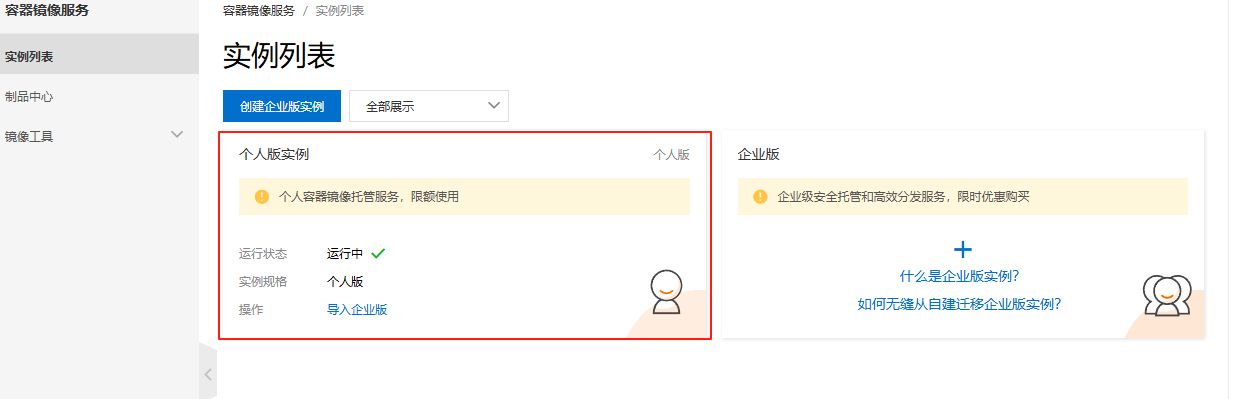 容器镜像服务
实例列表
制品中心
镜像工具
容器镜像服务 / 实例列表
实例列表
创建企业版实例
全部展示
个人版实例
个人版
个人容器镜像托管服务，限额使用
运行状态 运行中
实例规格 个人版
操作 导入企业版
企业版
企业级安全托管和高效分发服务，限时优惠购买
什么是企业版实例？
如何无缝从自建迁移企业版实例？